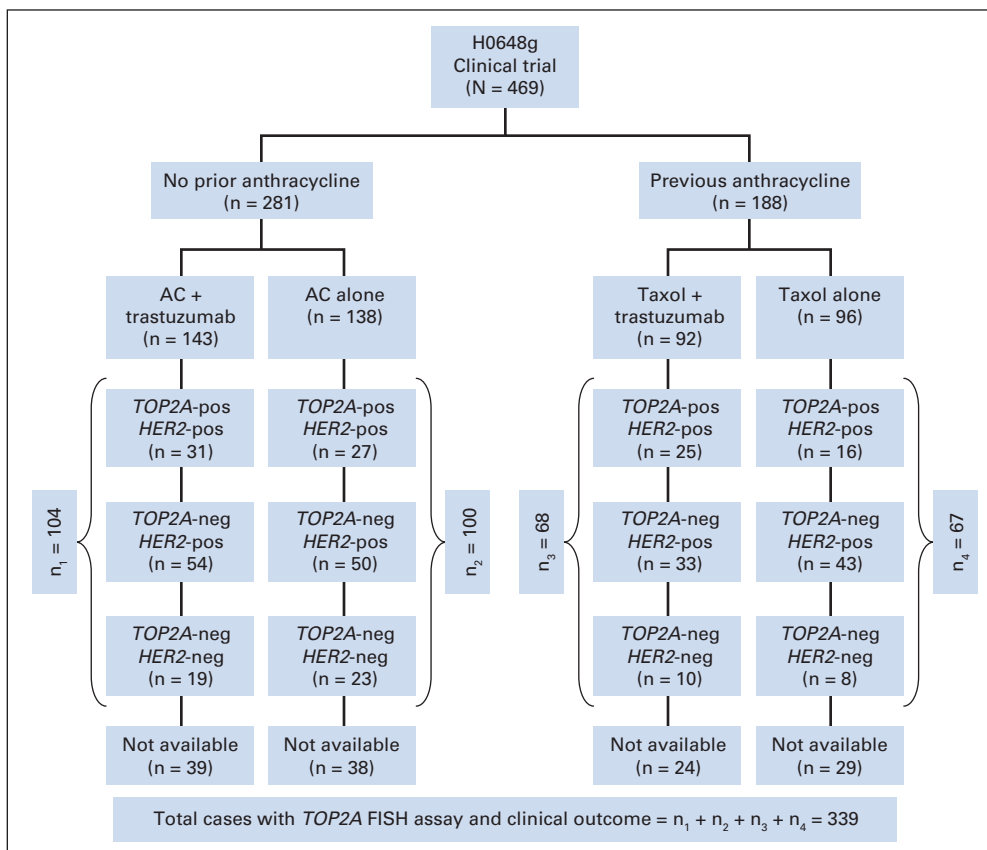 H0648g
Clinical trial
(N = 469)
No prior anthracycline
(n = 281)
Previous anthracycline
(n = 188)
AC +
trastuzumab
(n = 143)
AC alone
(n = 138)
Taxol +
trastuzumab
(n = 92)
Taxol alone
(n = 96)
n₁ = 104
TOP2A-pos
HER2-pos
(n = 31)
TOP2A-pos
HER2-pos
(n = 27)
n₂ = 100
n₃ = 68
TOP2A-pos
HER2-pos
(n = 25)
TOP2A-pos
HER2-pos
(n = 16)
n₄ = 67
TOP2A-neg
HER2-pos
(n = 54)
TOP2A-neg
HER2-pos
(n = 50)
TOP2A-neg
HER2-pos
(n = 33)
TOP2A-neg
HER2-pos
(n = 43)
TOP2A-neg
HER2-neg
(n = 19)
TOP2A-neg
HER2-neg
(n = 23)
TOP2A-neg
HER2-neg
(n = 10)
TOP2A-neg
HER2-neg
(n = 8)
Not available
(n = 39)
Not available
(n = 38)
Not available
(n = 24)
Not available
(n = 29)
Total cases with TOP2A FISH assay and clinical outcome = n₁ + n₂ + n₃ + n₄ = 339